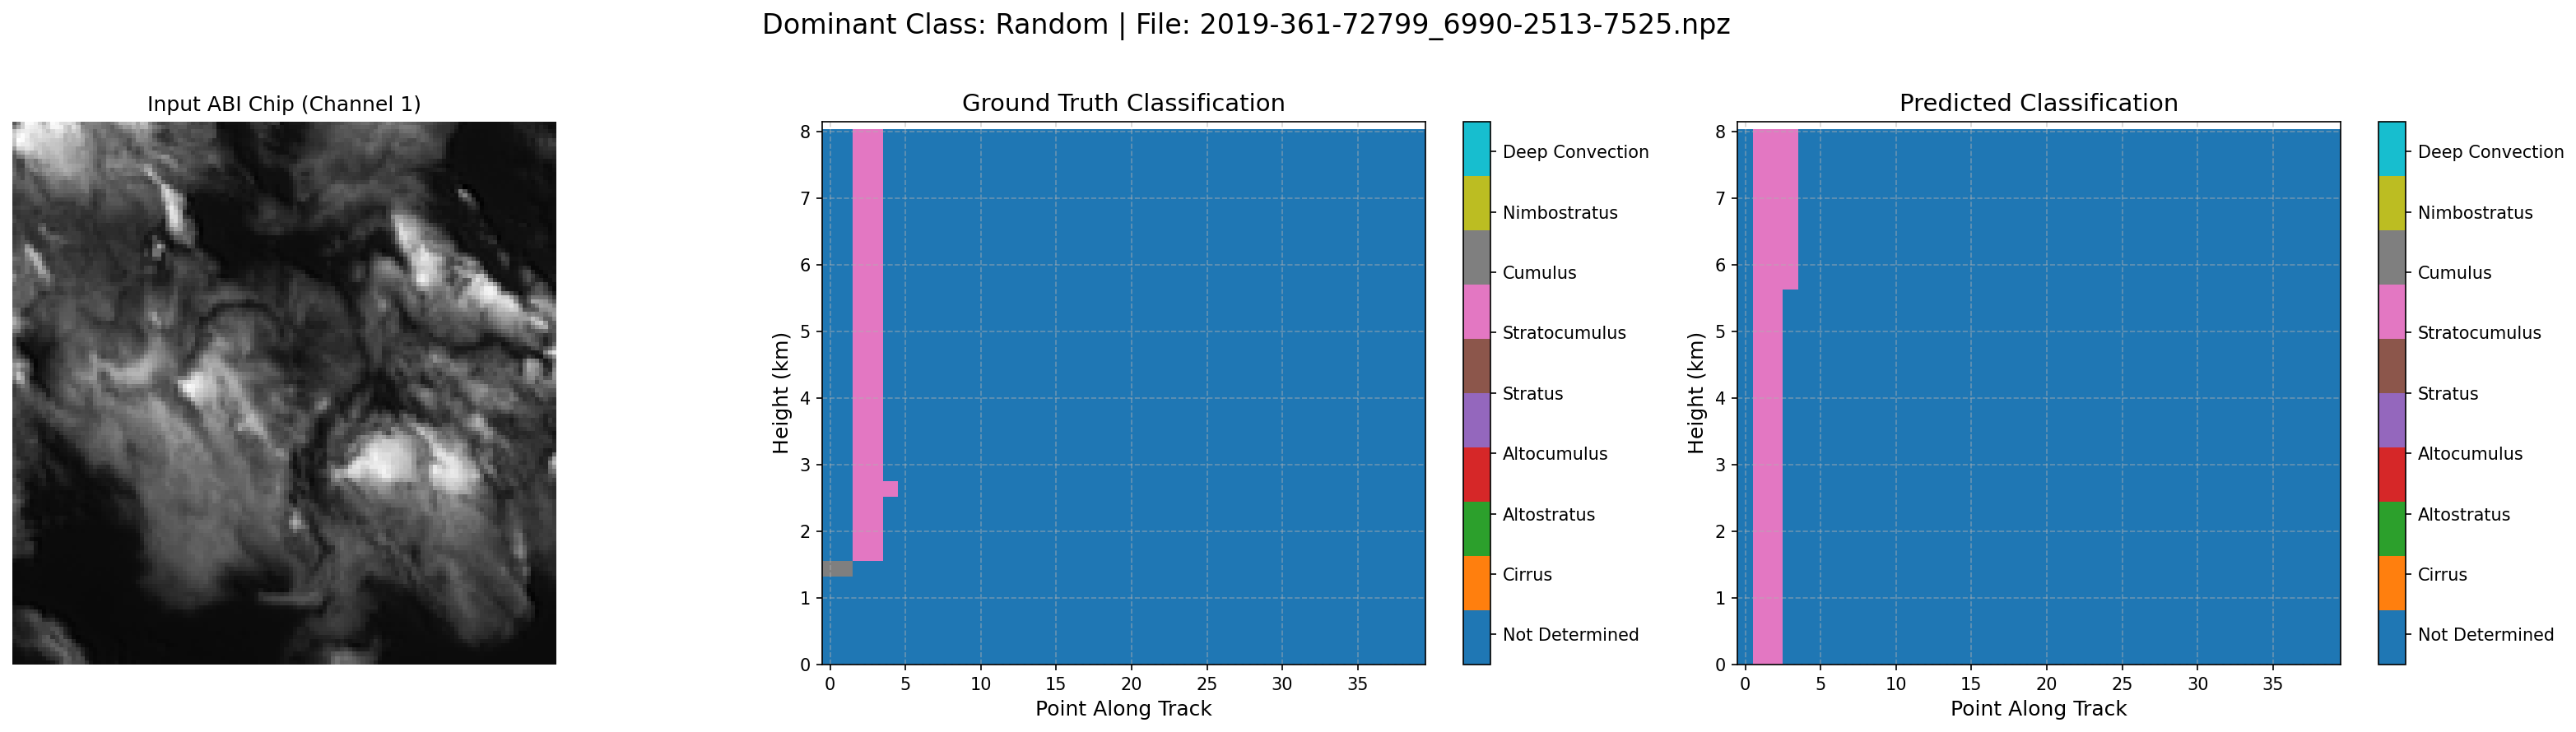 Dominant Class: Random | File: 2019-361-72799_6990-2513-7525.npz
Input ABI Chip (Channel 1)
Ground Truth Classification
8
7
6
5
4
3
2
1
0
Height (km)
0 5 10 15 20 25 30 35
Point Along Track
Deep Convection
Nimbostratus
Cumulus
Stratocumulus
Stratus
Altocumulus
Altostratus
Cirrus
Not Determined
Predicted Classification
8
7
6
5
4
3
2
1
0
Height (km)
0 5 10 15 20 25 30 35
Point Along Track
Deep Convection
Nimbostratus
Cumulus
Stratocumulus
Stratus
Altocumulus
Altostratus
Cirrus
Not Determined